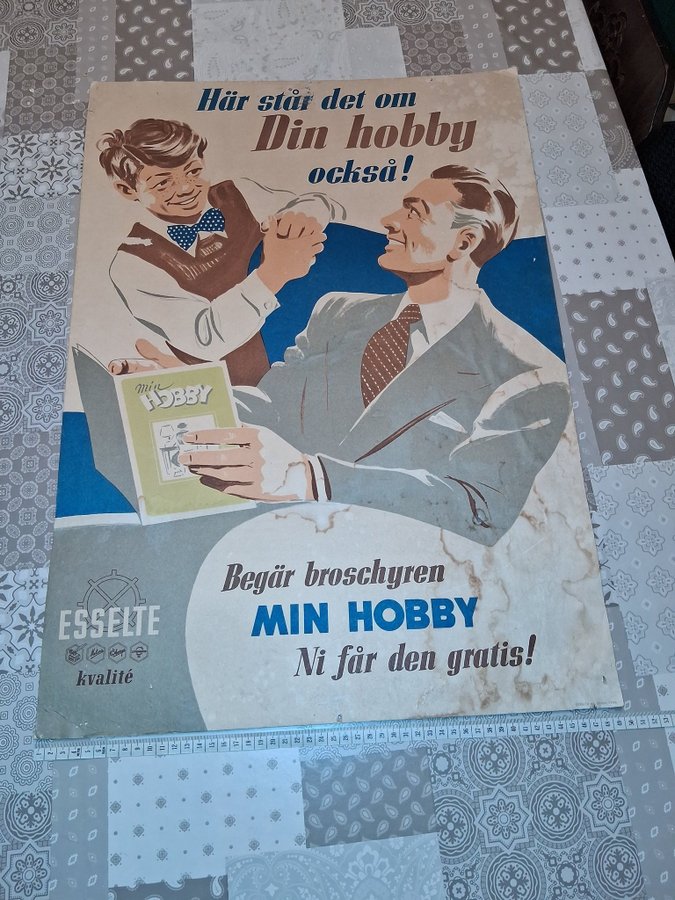 Här står det om
Din hobby
också!
min
HOBBY
Begär broschyren
MIN HOBBY
Ni får den gratis!
ESSELTE
kvalité